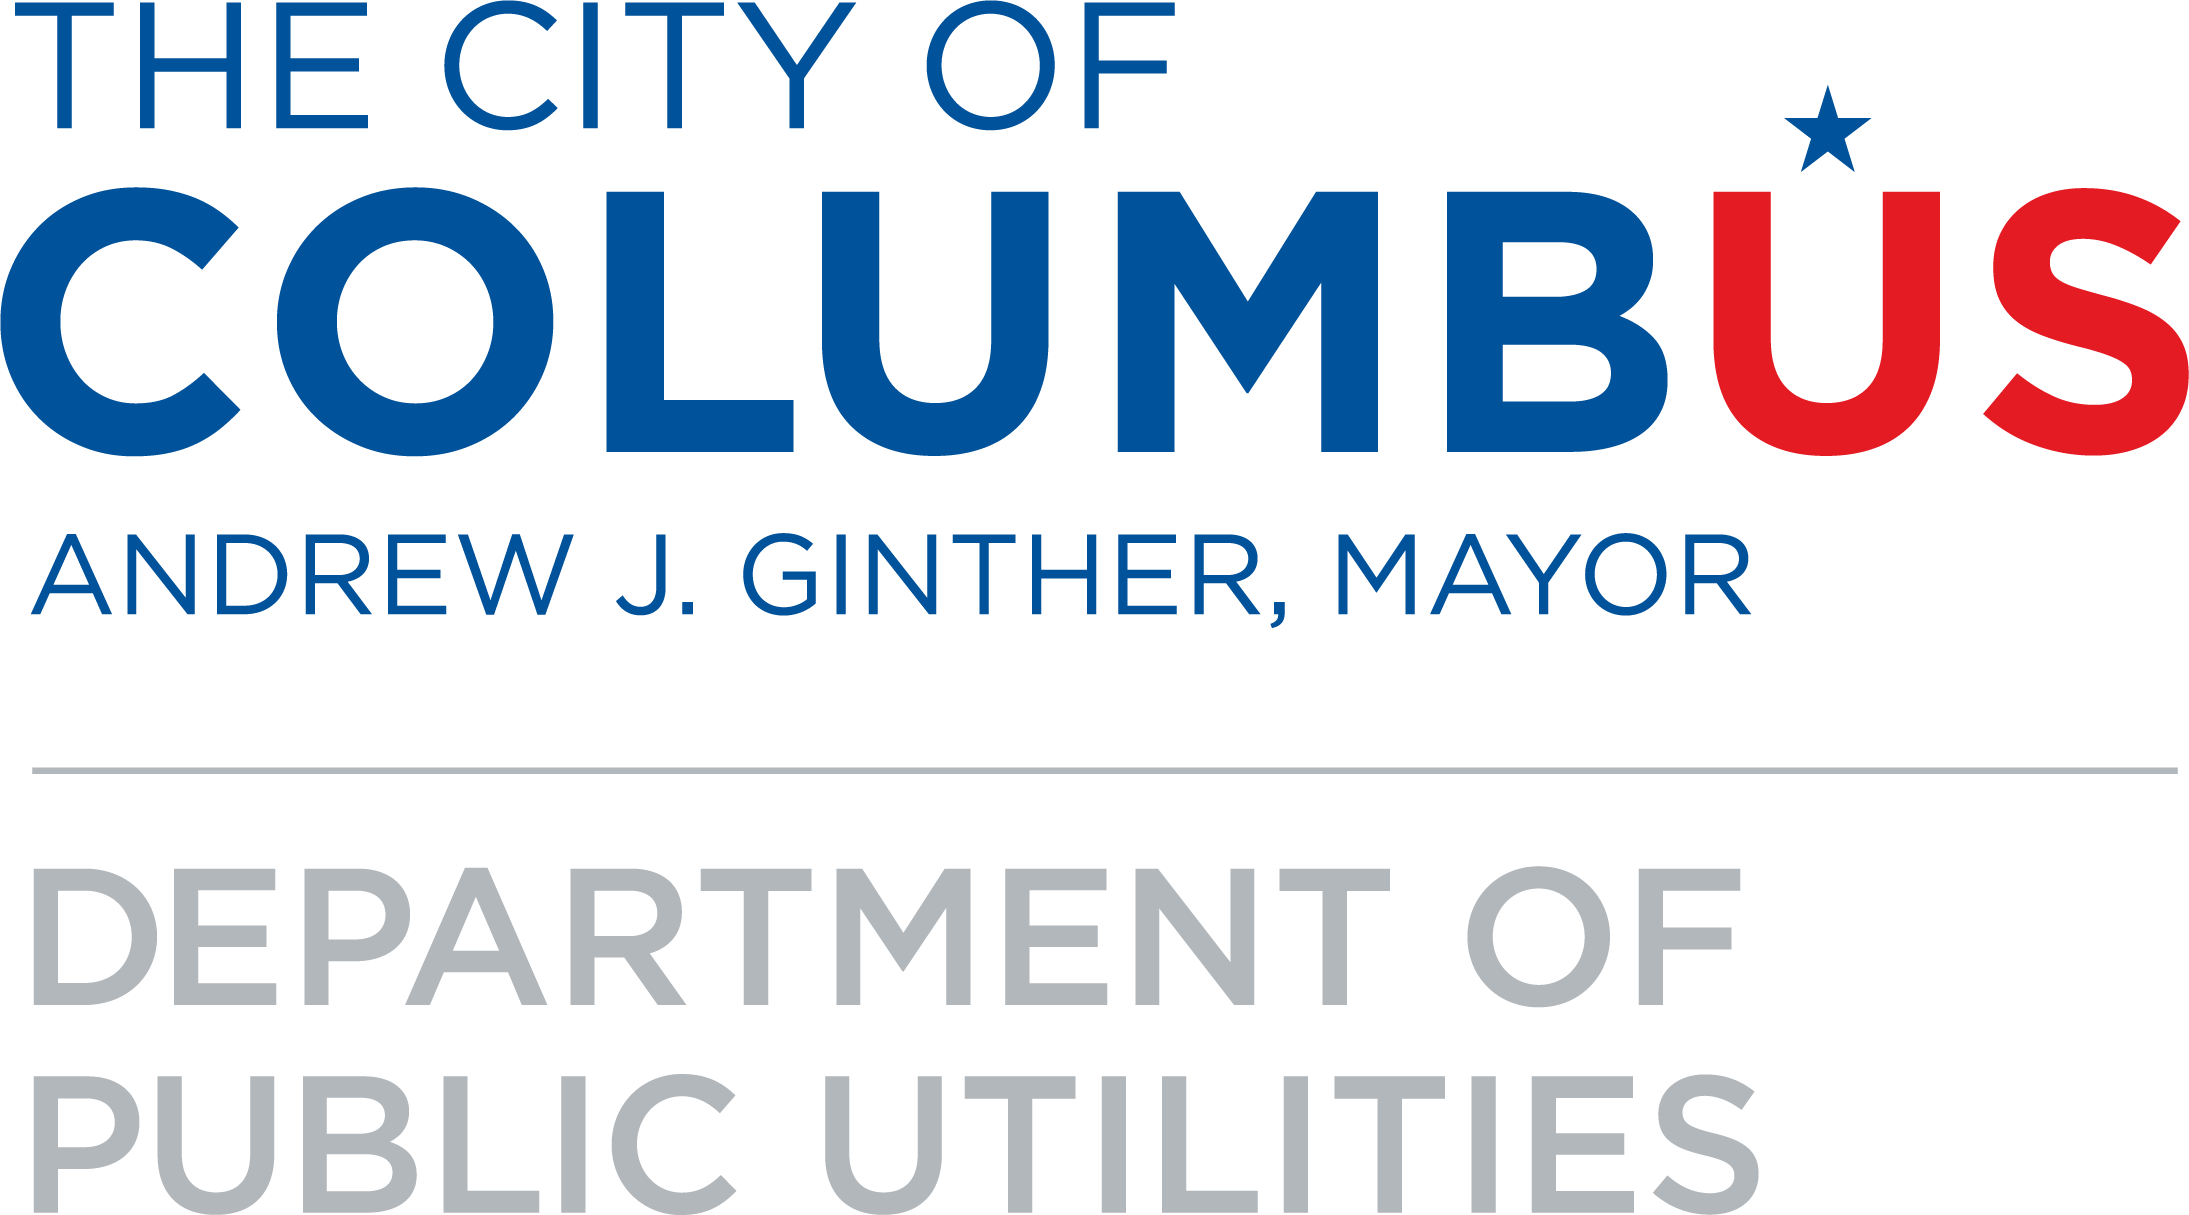 THE CITY OF
COLUMBUS
ANDREW J. GINTHER, MAYOR
DEPARTMENT OF
PUBLIC UTILITIES